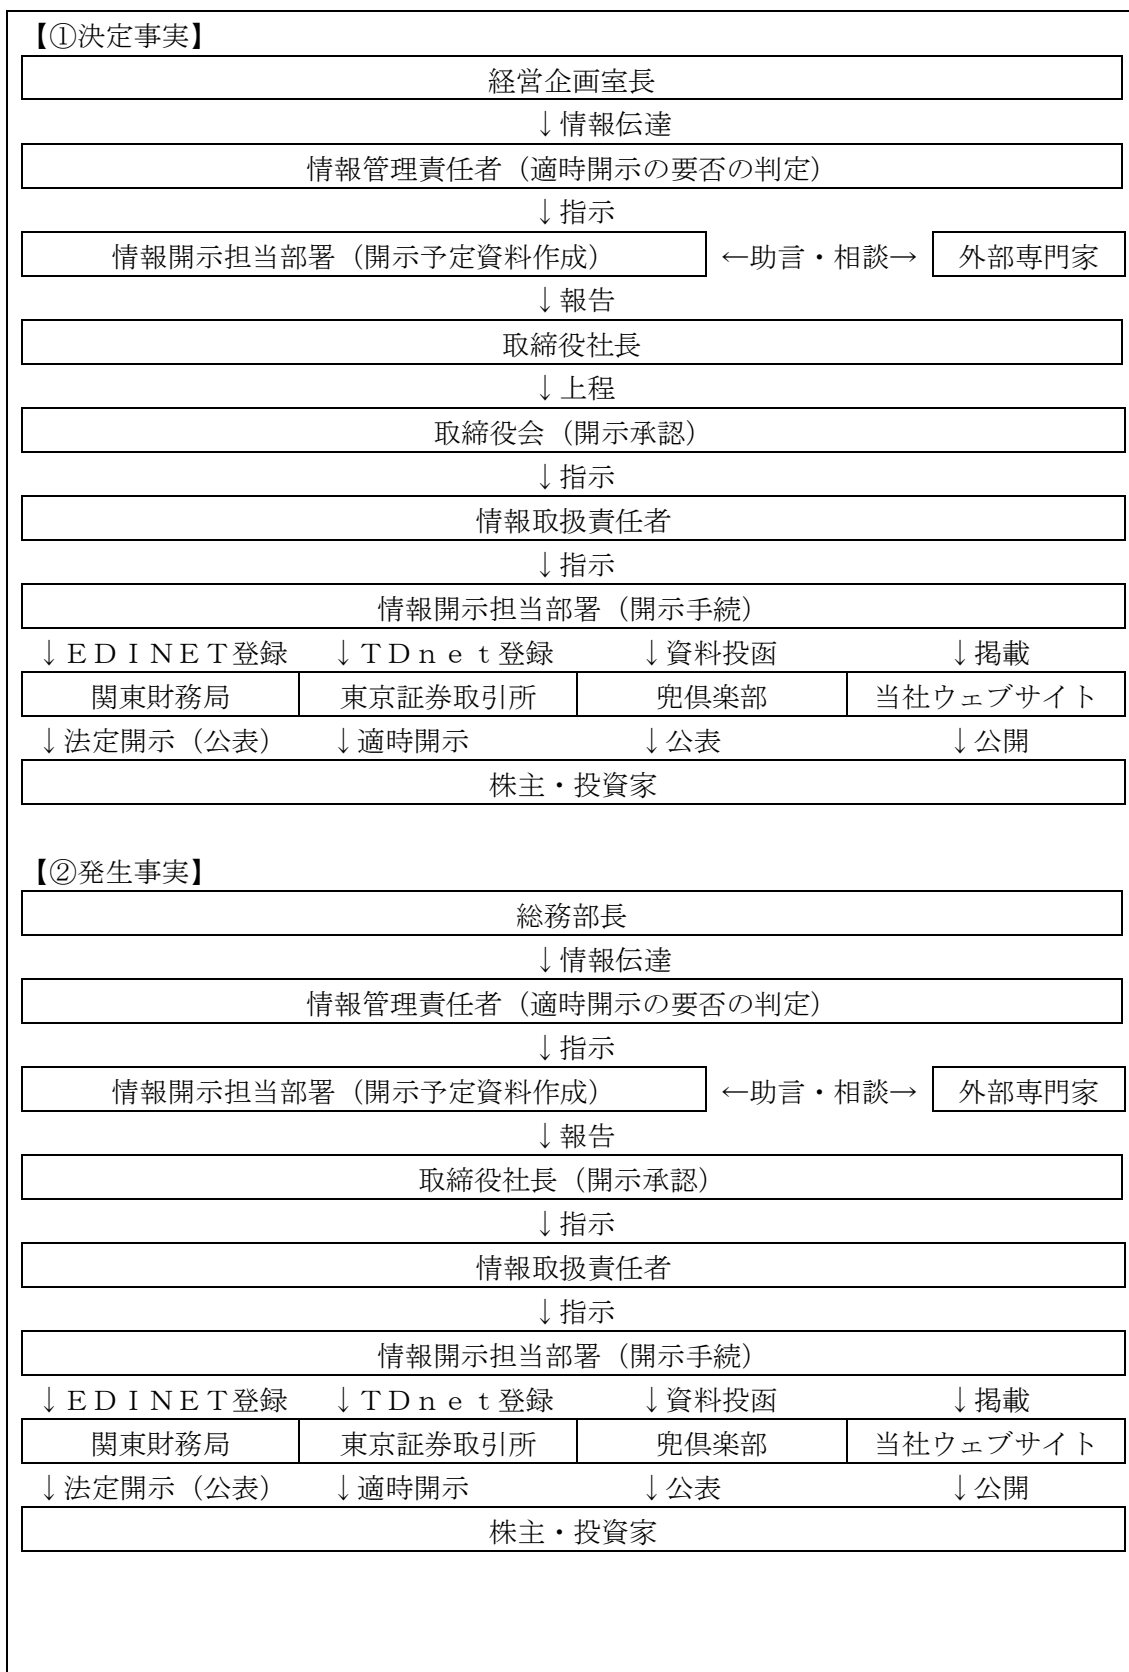 【①決定事実】
経営企画室長
↓情報伝達
情報管理責任者（適時開示の要否の判定）
↓指示
情報開示担当部署（開示予定資料作成） ←助言・相談→ 外部専門家
↓報告
取締役社長
↓上程
取締役会（開示承認）
↓指示
情報取扱責任者
↓指示
情報開示担当部署（開示手続）
↓ＥＤＩＮＥＴ登録 ↓ＴＤｎｅｔ登録 ↓資料投函 ↓掲載
関東財務局 東京証券取引所 兜倶楽部 当社ウェブサイト
↓法定開示（公表） ↓適時開示 ↓公表 ↓公開
株主・投資家
【②発生事実】
総務部長
↓情報伝達
情報管理責任者（適時開示の要否の判定）
↓指示
情報開示担当部署（開示予定資料作成） ←助言・相談→ 外部専門家
↓報告
取締役社長（開示承認）
↓指示
情報取扱責任者
↓指示
情報開示担当部署（開示手続）
↓ＥＤＩＮＥＴ登録 ↓ＴＤｎｅｔ登録 ↓資料投函 ↓掲載
関東財務局 東京証券取引所 兜倶楽部 当社ウェブサイト
↓法定開示（公表） ↓適時開示 ↓公表 ↓公開
株主・投資家